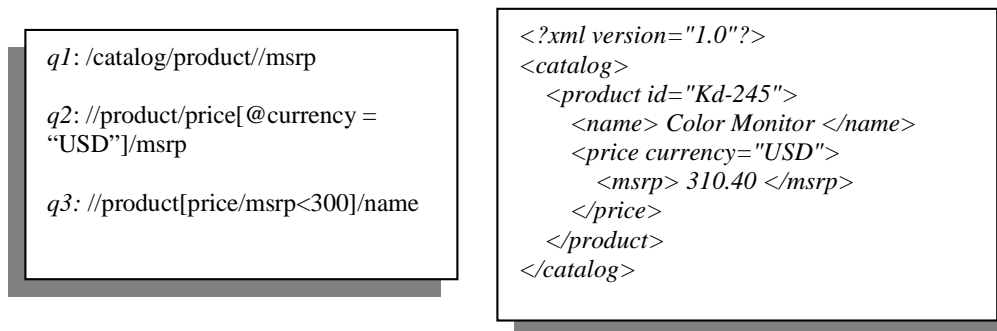 q1: /catalog/product//msrp
q2: //product/price[@currency =
“USD”]/msrp
q3: //product[price/msrp<300]/name
<?xml version="1.0"?>
<catalog>
<product id="Kd-245">
<name> Color Monitor </name>
<price currency="USD">
<msrp> 310.40 </msrp>
</price>
</product>
</catalog>